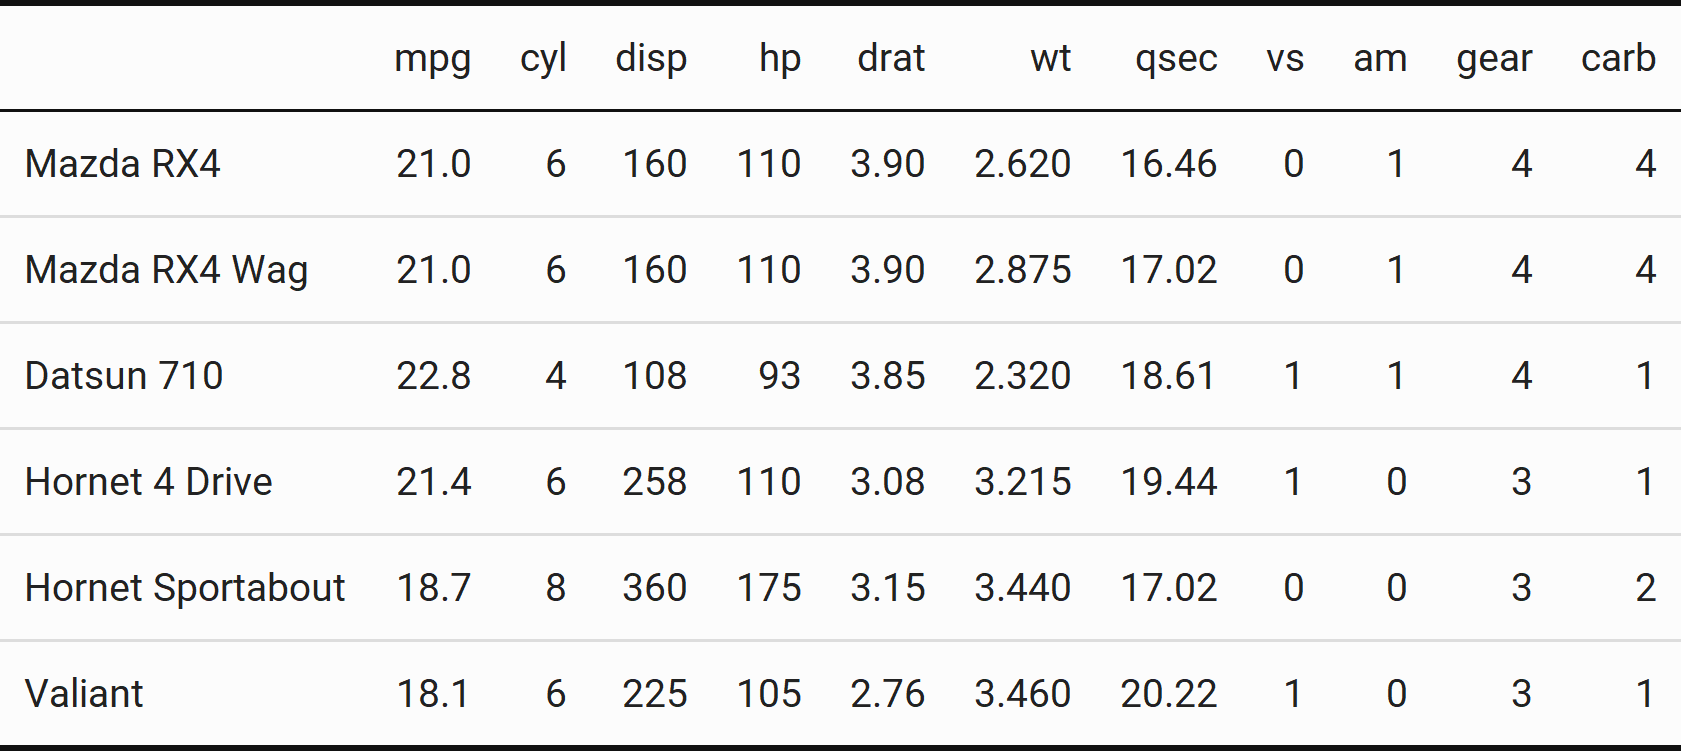 mpg cyl disp hp drat wt qsec vs am gear carb
Mazda RX4 21.0 6 160 110 3.90 2.620 16.46 0 1 4 4
Mazda RX4 Wag 21.0 6 160 110 3.90 2.875 17.02 0 1 4 4
Datsun 710 22.8 4 108 93 3.85 2.320 18.61 1 1 4 1
Hornet 4 Drive 21.4 6 258 110 3.08 3.215 19.44 1 0 3 1
Hornet Sportabout 18.7 8 360 175 3.15 3.440 17.02 0 0 3 2
Valiant 18.1 6 225 105 2.76 3.460 20.22 1 0 3 1